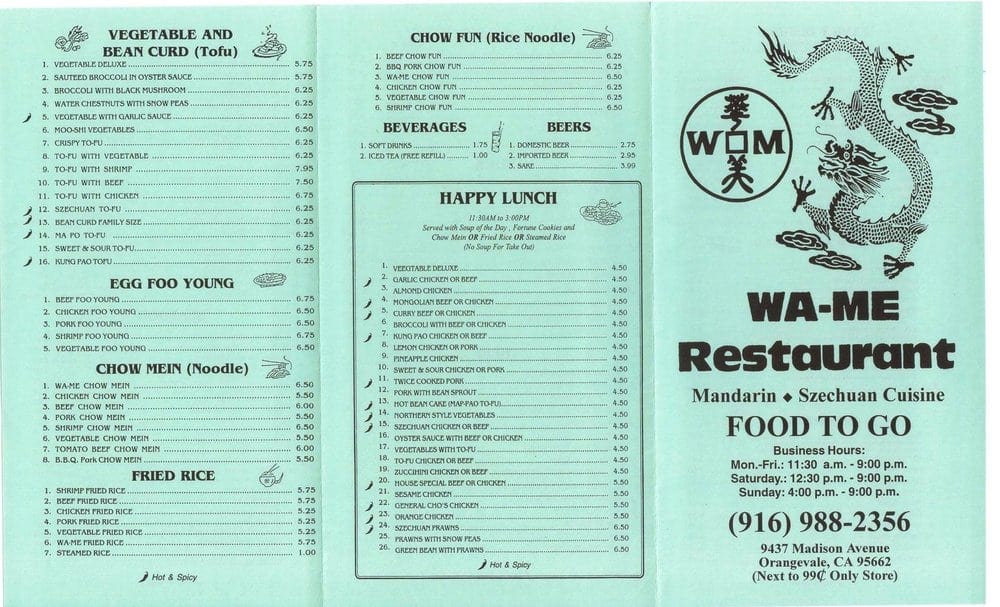 VEGETABLE AND
BEAN CURD (Tofu)
1. VEGETABLE DELUXE 5.75
2. SAUTEED BROCCOLI IN OYSTER SAUCE 5.75
3. BROCCOLI WITH BLACK MUSHROOM 6.25
4. WATER CHESTNUTS WITH SNOW PEAS 6.25
5. VEGETABLE WITH GARLIC SAUCE 6.25
6. MOO-SHI VEGETABLES 6.50
7. CRISPY TO-FU 6.25
8. TO-FU WITH VEGETABLE 6.25
9. TO-FU WITH SHRIMP 7.95
10. TO-FU WITH BEEF 7.50
11. TO-FU WITH CHICKEN 6.75
12. SZECHUAN TO-FU 6.25
13. BEAN CURD FAMILY SIZE 6.25
14. MA PO TO-FU 6.25
15. SWEET & SOUR TO-FU 6.25
16. KUNG PAO TOFU 6.25
EGG FOO YOUNG
1. BEEF FOO YOUNG 6.75
2. CHICKEN FOO YOUNG 6.50
3. PORK FOO YOUNG 6.50
4. SHRIMP FOO YOUNG 6.75
5. VEGETABLE FOO YOUNG 6.50
CHOW MEIN (Noodle)
1. WA-ME CHOW MEIN 6.50
2. CHICKEN CHOW MEIN 5.50
3. BEEF CHOW MEIN 6.00
4. PORK CHOW MEIN 5.50
5. SHRIMP CHOW MEIN 6.50
6. VEGETABLE CHOW MEIN 5.50
7. TOMATO BEEF CHOW MEIN 6.00
8. B.B.Q. Pork CHOW MEIN 5.50
FRIED RICE
1. SHRIMP FRIED RICE 5.75
2. BEEF FRIED RICE 5.75
3. CHICKEN FRIED RICE 5.25
4. PORK FRIED RICE 5.25
5. VEGETABLE FRIED RICE 5.25
6. WA-ME FRIED RICE 5.75
7. STEAMED RICE 1.00
Hot & Spicy
CHOW FUN (Rice Noodle)
1. BEEF CHOW FUN 6.25
2. BBQ PORK CHOW FUN 6.25
3. WA-ME CHOW FUN 6.50
4. CHICKEN CHOW FUN 6.25
5. VEGETABLE CHOW FUN 6.25
6. SHRIMP CHOW FUN 6.50
BEVERAGES
1. SOFT DRINKS 1.75
2. ICED TEA (FREE REFILL) 1.00
BEERS
1. DOMESTIC BEER 2.75
2. IMPORTED BEER 2.95
3. SAKE 3.99
HAPPY LUNCH
11:30AM to 3:00PM
Served with Soup of the Day , Fortune Cookies and
Chow Mein OR Fried Rice OR Steamed Rice
(No Soup For Take Out)
1. VEEGTABLE DELUXE 4.50
2. GARLIC CHICKEN OR BEEF 4.50
3. ALMOND CHICKEN 4.50
4. MONGOLIAN BEEF OR CHICKEN 4.50
5. CURRY BEEF OR CHICKEN 4.50
6. BROCCOLI WITH BEEF OR CHICKEN 4.50
7. KUNG PAO CHICKEN OR BEEF 4.50
8. LEMON CHICKEN OR PORK 4.50
9. PINEAPPLE CHICKEN 4.50
10. SWEET & SOUR CHICKEN OR PORK 4.50
11. TWICE COOKED PORK 4.50
12. PORK WITH BEAN SPROUT 4.50
13. HOT BEAN CAKE (MAP-PAO TO-FU) 4.50
14. NORTHERN STYLE VEGETABLES 4.50
15. SZECHUAN CHICKEN OR BEEF 4.50
16. OYSTER SAUCE WITH BEEF OR CHICKEN 4.50
17. VEGETABLES WITH TO-FU 4.50
18. TO-FU CHICKEN OR BEEF 4.50
19. ZUCCIHINI CHICKEN OR BEEF 4.50
20. HOUSE SPECIAL BEEF OR CHICKEN 5.50
21. SESAME CHICKEN 5.50
22. GENERAL CHO'S CHICKEN 5.50
23. ORANGE CHICKEN 5.50
24. SZECHUAN PRAWNS 6.50
25. PRAWNS WITH SNOW PEAS 6.50
26. GREEN BEAN WITH PRAWNS 6.50
Hot & Spicy
W M
美
WA-ME
Restaurant
Mandarin ◆ Szechuan Cuisine
FOOD TO GO
Business Hours:
Mon.-Fri.: 11:30 a.m. - 9:00 p.m.
Saturday.: 12:30 p.m. - 9:00 p.m.
Sunday: 4:00 p.m. - 9:00 p.m.
(916) 988-2356
9437 Madison Avenue
Orangevale, CA 95662
(Next to 99₵ Only Store)